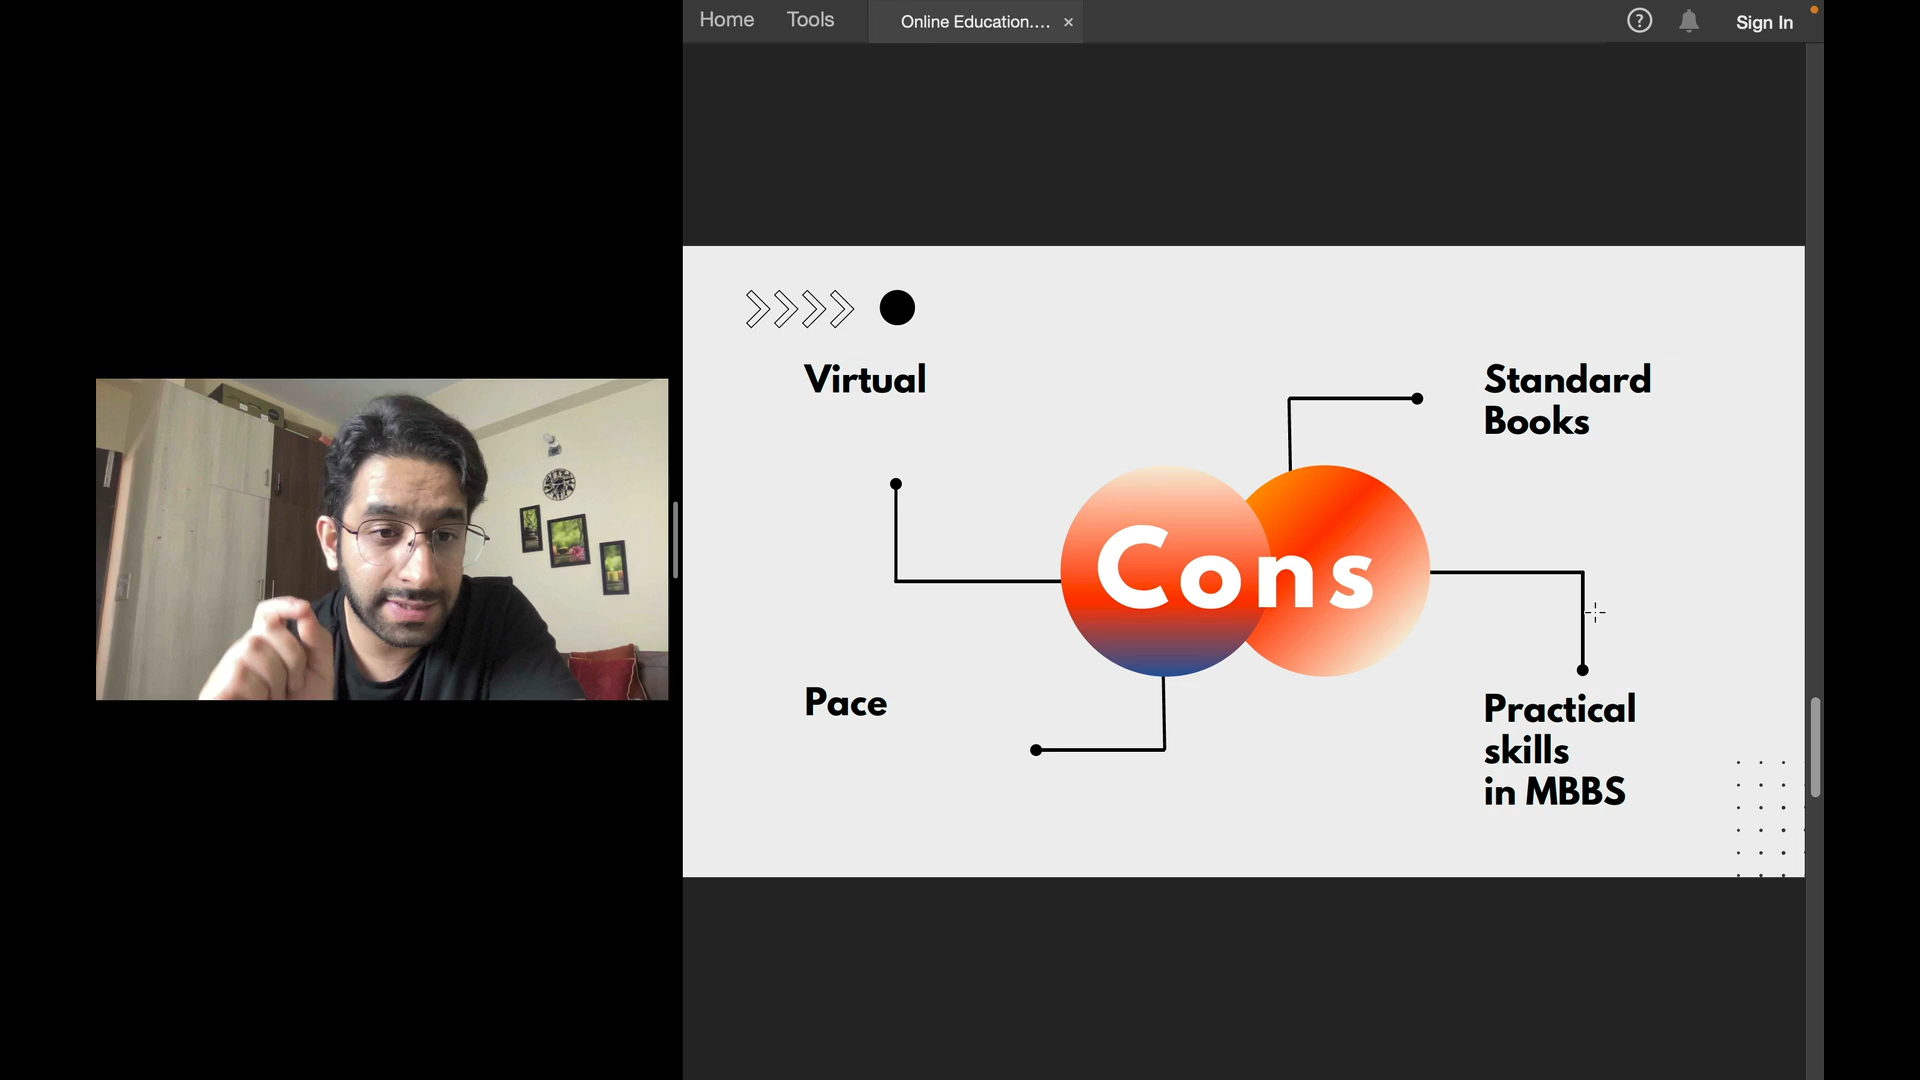 Home Tools Online Education.... × ? Sign In
Virtual
Standard
Books
Cons
Pace
Practical
skills
in MBBS